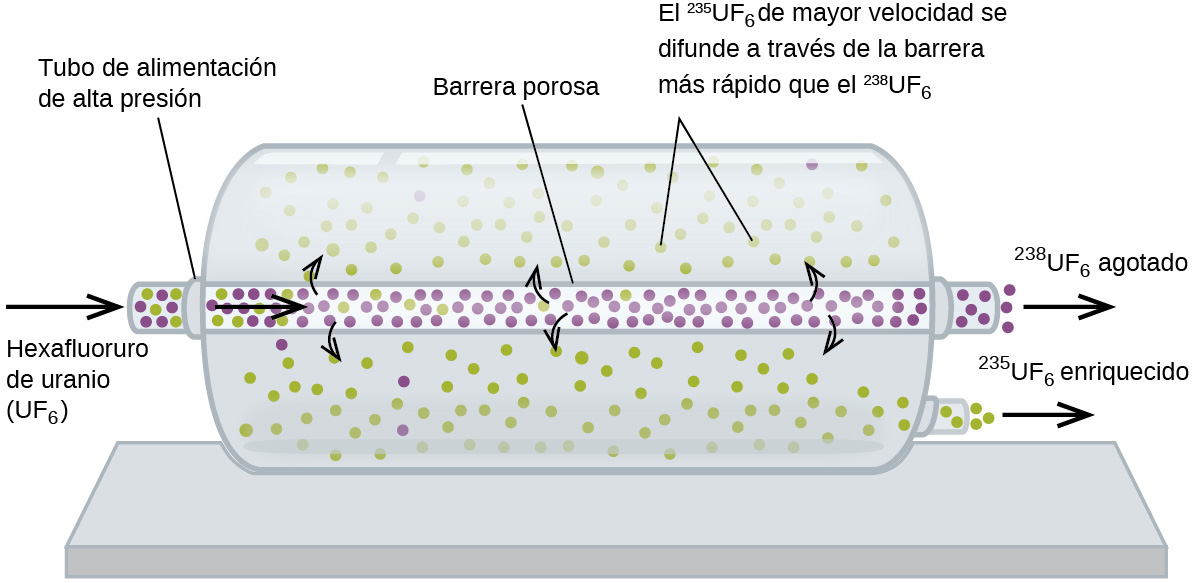 El ²³⁵UF₆ de mayor velocidad se
difunde a través de la barrera
más rápido que el ²³⁸UF₆
Tubo de alimentación
de alta presión
Barrera porosa
²³⁸UF₆ agotado
Hexafluoruro
de uranio
(UF₆)
²³⁵UF₆ enriquecido